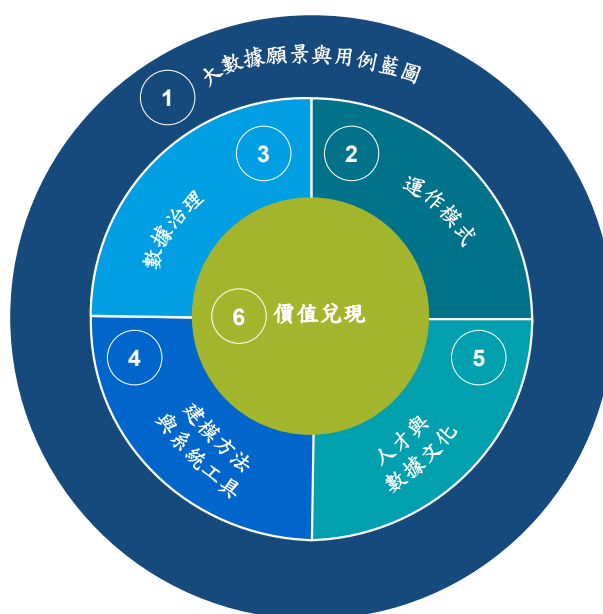 1
大數據願景與用例藍圖
3
2
數據治理
運作模式
6
價值兌現
4
5
建模方法
與系統工具
人才與
數據文化